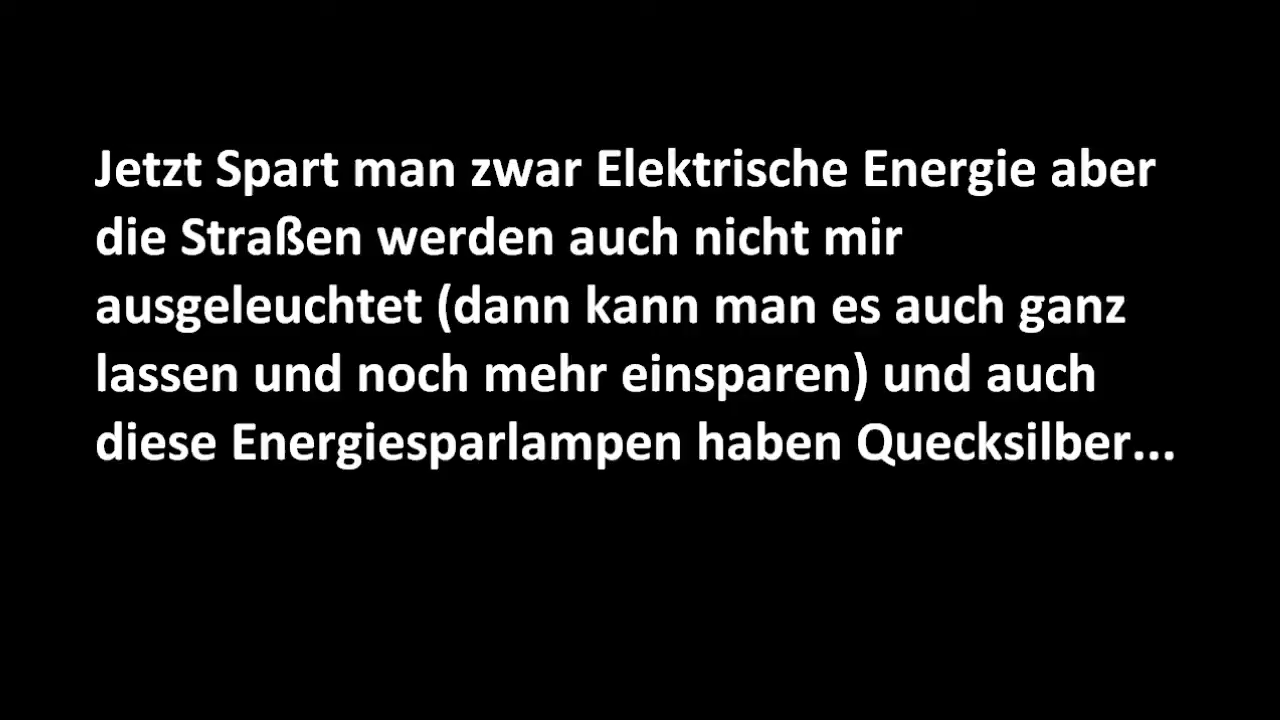 Jetzt Spart man zwar Elektrische Energie aber
die Straßen werden auch nicht mir
ausgeleuchtet (dann kann man es auch ganz
lassen und noch mehr einsparen) und auch
diese Energiesparlampen haben Quecksilber...